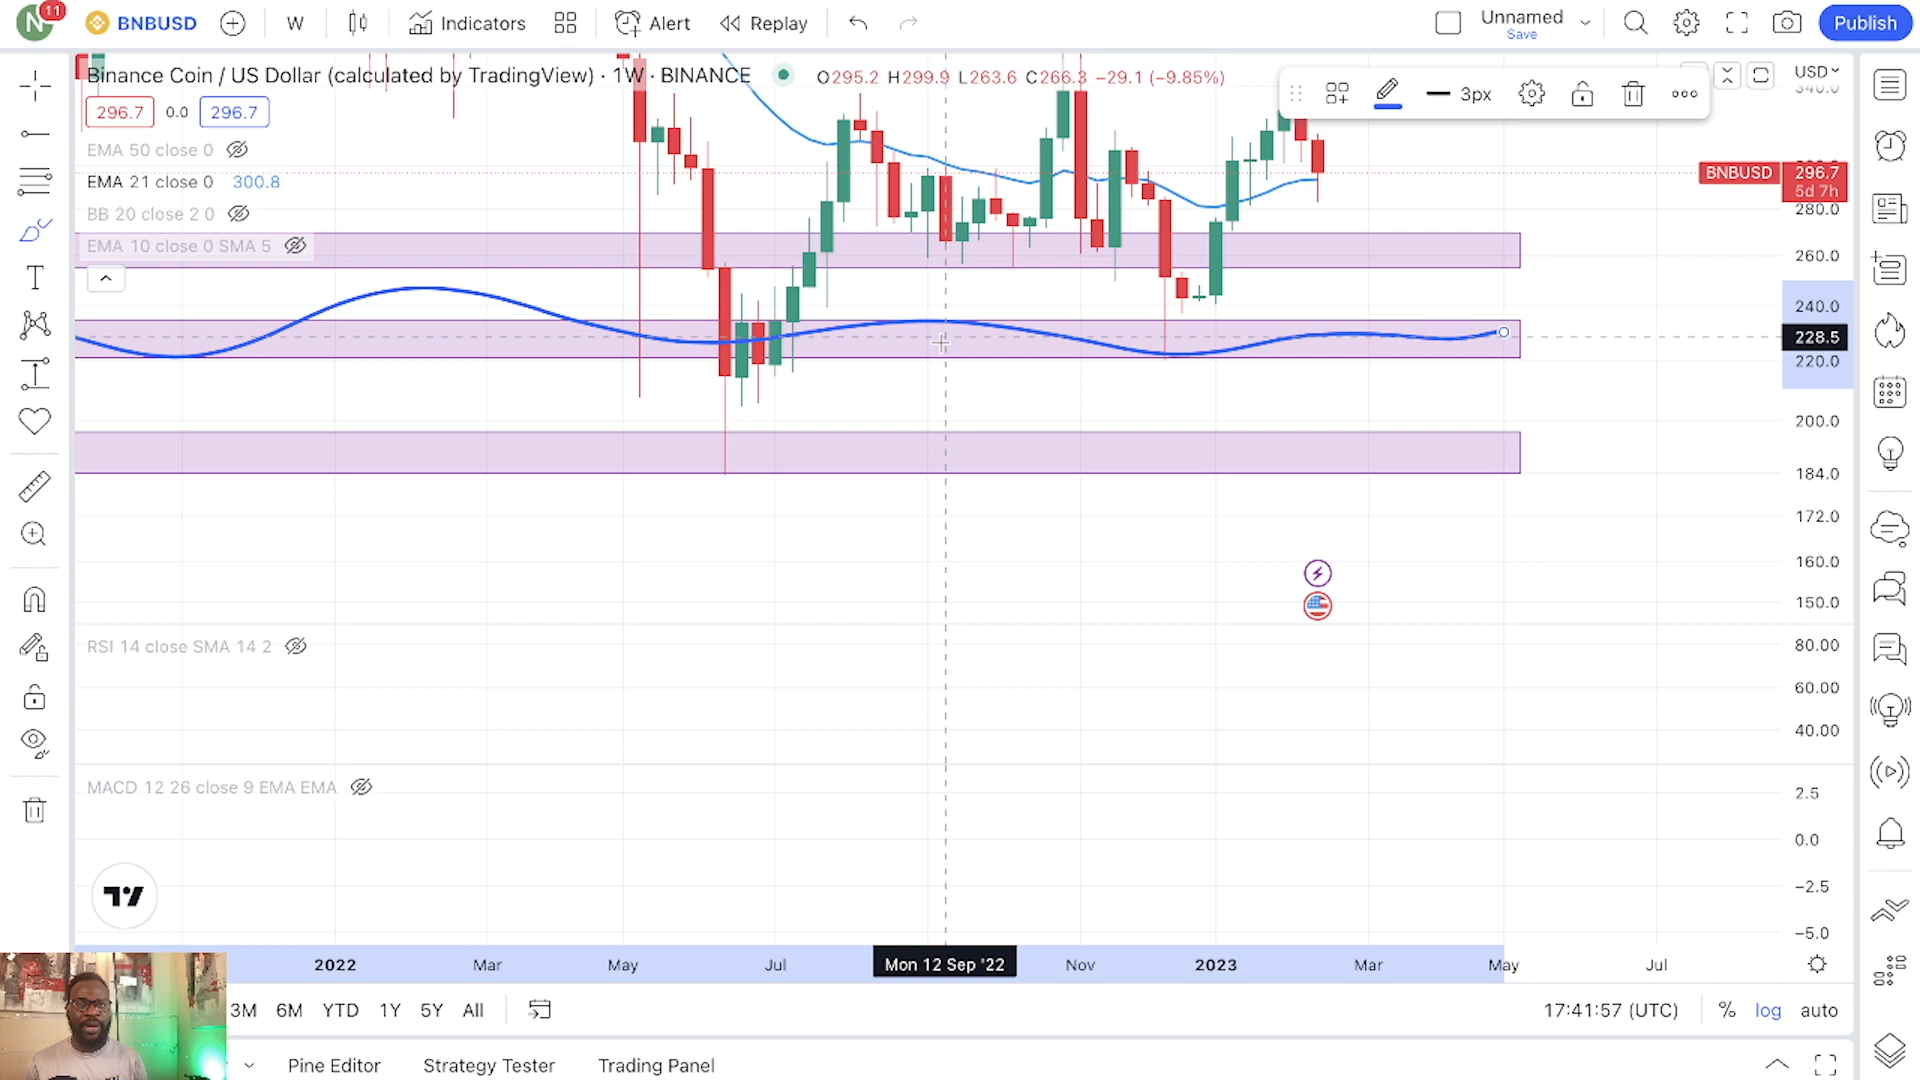 N 11 BNBUSD W Indicators Alert Replay Unnamed Save Publish
Binance Coin / US Dollar (calculated by TradingView) · 1W · BINANCE O295.2 H299.9 L263.6 C266.3 −29.1 (−9.85%) USD
3px
296.7 0.0 296.7
EMA 50 close 0
EMA 21 close 0 300.8
BB 20 close 2 0
EMA 10 close 0 SMA 5
340.0
BNBUSD 296.7
5d 7h
280.0
260.0
240.0
228.5
220.0
200.0
184.0
172.0
160.0
150.0
RSI 14 close SMA 14 2
80.00
60.00
40.00
MACD 12 26 close 9 EMA EMA
2.5
0.0
−2.5
−5.0
2022 Mar May Jul Mon 12 Sep '22 Nov 2023 Mar May Jul
3M 6M YTD 1Y 5Y All 17:41:57 (UTC) % log auto
Pine Editor Strategy Tester Trading Panel